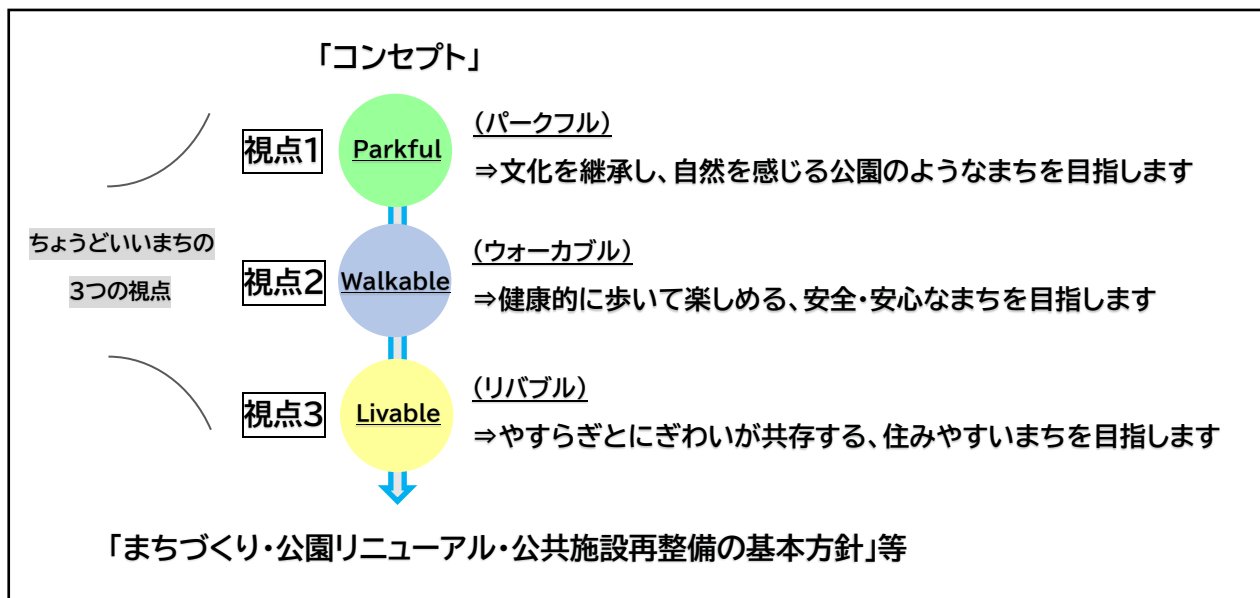 「コンセプト」
視点1
Parkful
(パークフル)
⇒文化を継承し、自然を感じる公園のようなまちを目指します
ちょうどいいまちの
3つの視点
視点2
Walkable
(ウォーカブル)
⇒健康的に歩いて楽しめる、安全・安心なまちを目指します
視点3
Livable
(リバブル)
⇒やすらぎとにぎわいが共存する、住みやすいまちを目指します
「まちづくり・公園リニューアル・公共施設再整備の基本方針」等